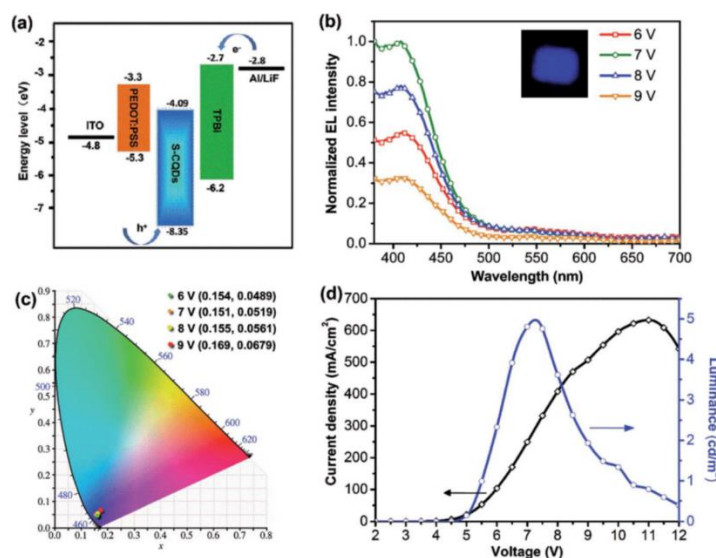 (a)
Energy level (eV)
-2
-3
-4
-5
-6
-7
ITO
-4.8
-3.3
PEDOT:PSS
-5.3
-4.09
S-CQDs
-8.35
h+
-2.7
TPBI
-6.2
e-
-2.8
Al/LiF
(b)
Normalized EL intensity
1.0
0.8
0.6
0.4
0.2
0.0
400 450 500 550 600 650 700
Wavelength (nm)
6 V
7 V
8 V
9 V
(c)
0.9
0.8
0.7
0.6
0.5
y
0.4
0.3
0.2
0.1
0.0
0.0 0.1 0.2 0.3 0.4 0.5 0.6 0.7 0.8
x
6 V (0.154, 0.0489)
7 V (0.151, 0.0519)
8 V (0.155, 0.0561)
9 V (0.169, 0.0679)
520
540
560
580
600
620
500
480
460
(d)
Current density (mA/cm2)
700
600
500
400
300
200
100
0
2 3 4 5 6 7 8 9 10 11 12
Voltage (V)
5
4
3
2
1
0
Luminance (cd/m2)